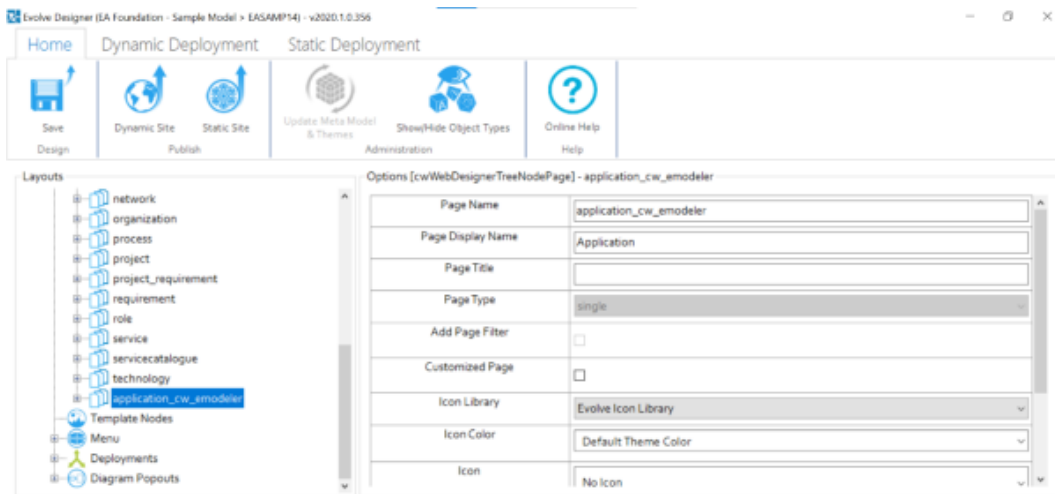 Evolve Designer (EA Foundation - Sample Model > EASAMP14) - v2020.1.0.356
Home Dynamic Deployment Static Deployment
Save Dynamic Site Static Site Update Meta Model & Themes Show/Hide Object Types Online Help
Design Publish Administration Help
Layouts
network
organization
process
project
project_requirement
requirement
role
service
servicecatalogue
technology
application_cw_emodeler
Template Nodes
Menu
Deployments
Diagram Popouts
Options [cwWebDesignerTreeNodePage] - application_cw_emodeler
Page Name application_cw_emodeler
Page Display Name Application
Page Title
Page Type single
Add Page Filter
Customized Page
Icon Library Evolve Icon Library
Icon Color Default Theme Color
Icon No Icon